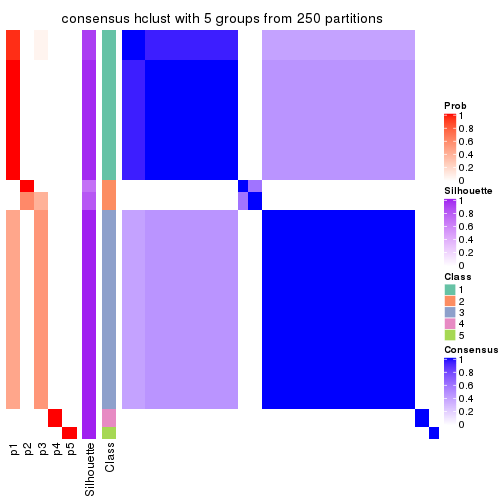 consensus hclust with 5 groups from 250 partitions
Prob
1
0.8
0.6
0.4
0.2
0
Silhouette
1
0.8
0.6
0.4
0.2
0
Class
1
2
3
4
5
Consensus
1
0.8
0.6
0.4
0.2
0
p1
p2
p3
p4
p5
Silhouette
Class